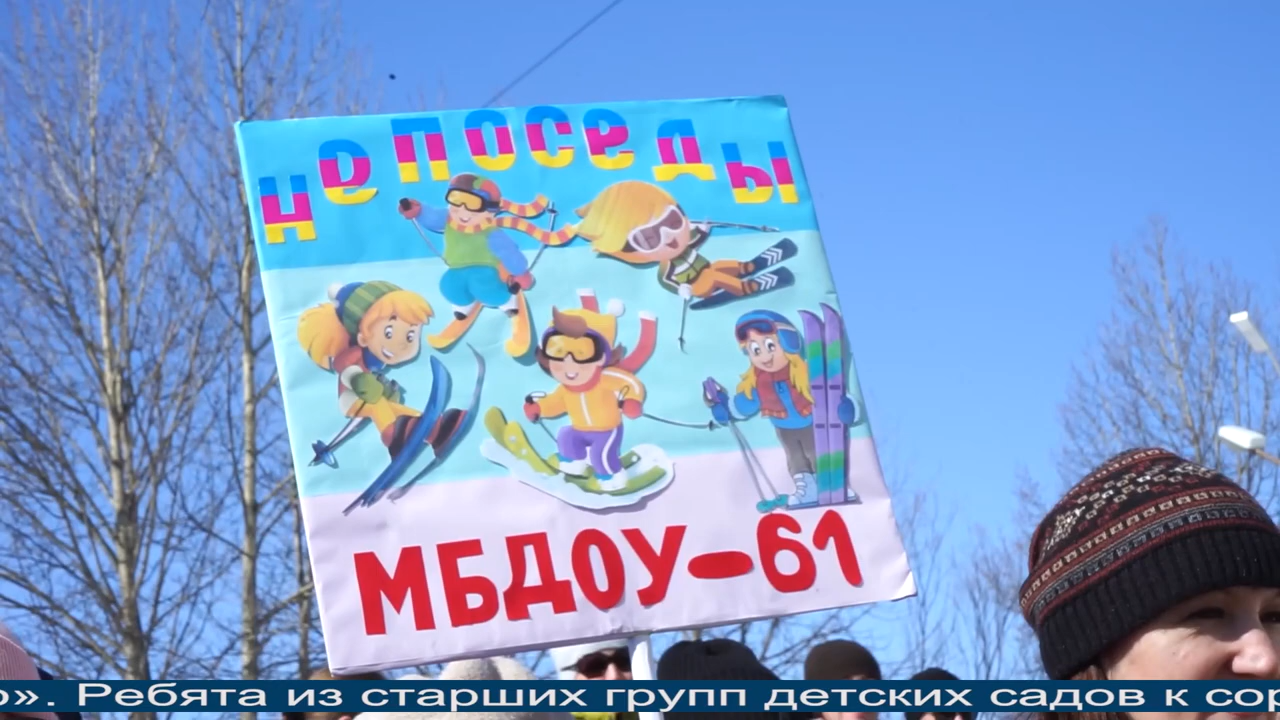 непоседы
МБДОУ-61
о». Ребята из старших групп детских садов к сор